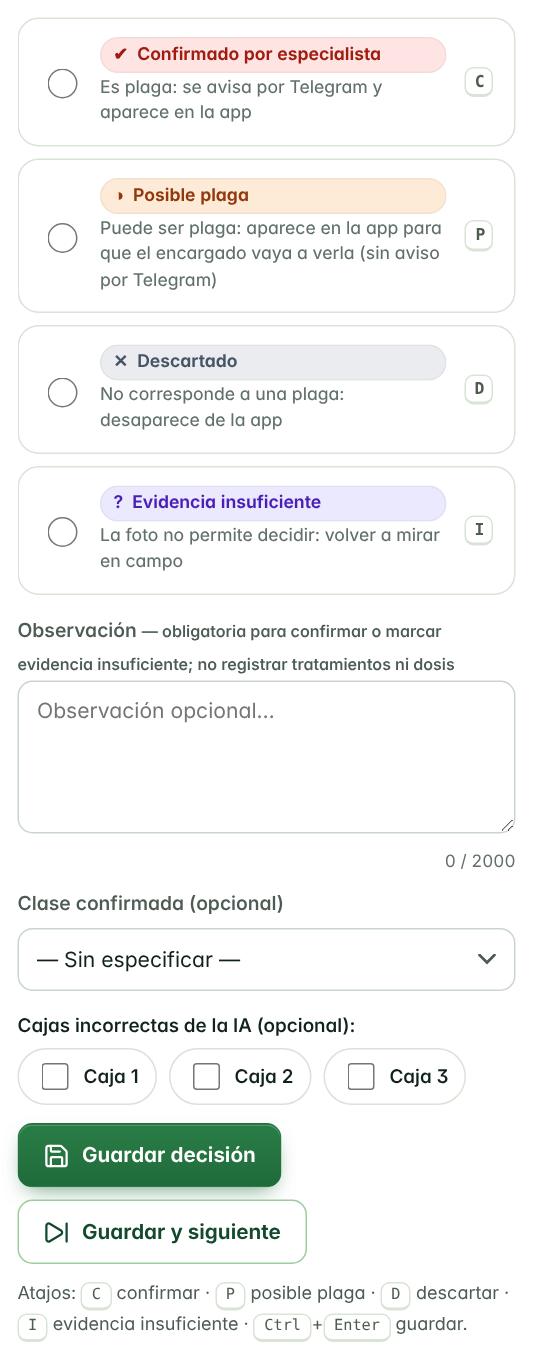 ✔ Confirmado por especialista
Es plaga: se avisa por Telegram y
aparece en la app
C
Posible plaga
Puede ser plaga: aparece en la app para
que el encargado vaya a verla (sin aviso
por Telegram)
P
✕ Descartado
No corresponde a una plaga:
desaparece de la app
D
? Evidencia insuficiente
La foto no permite decidir: volver a mirar
en campo
I
Observación — obligatoria para confirmar o marcar
evidencia insuficiente; no registrar tratamientos ni dosis
Observación opcional...
0 / 2000
Clase confirmada (opcional)
— Sin especificar —
Cajas incorrectas de la IA (opcional):
Caja 1 Caja 2 Caja 3
Guardar decisión
Guardar y siguiente
Atajos: C confirmar · P posible plaga · D descartar ·
I evidencia insuficiente · Ctrl+Enter guardar.